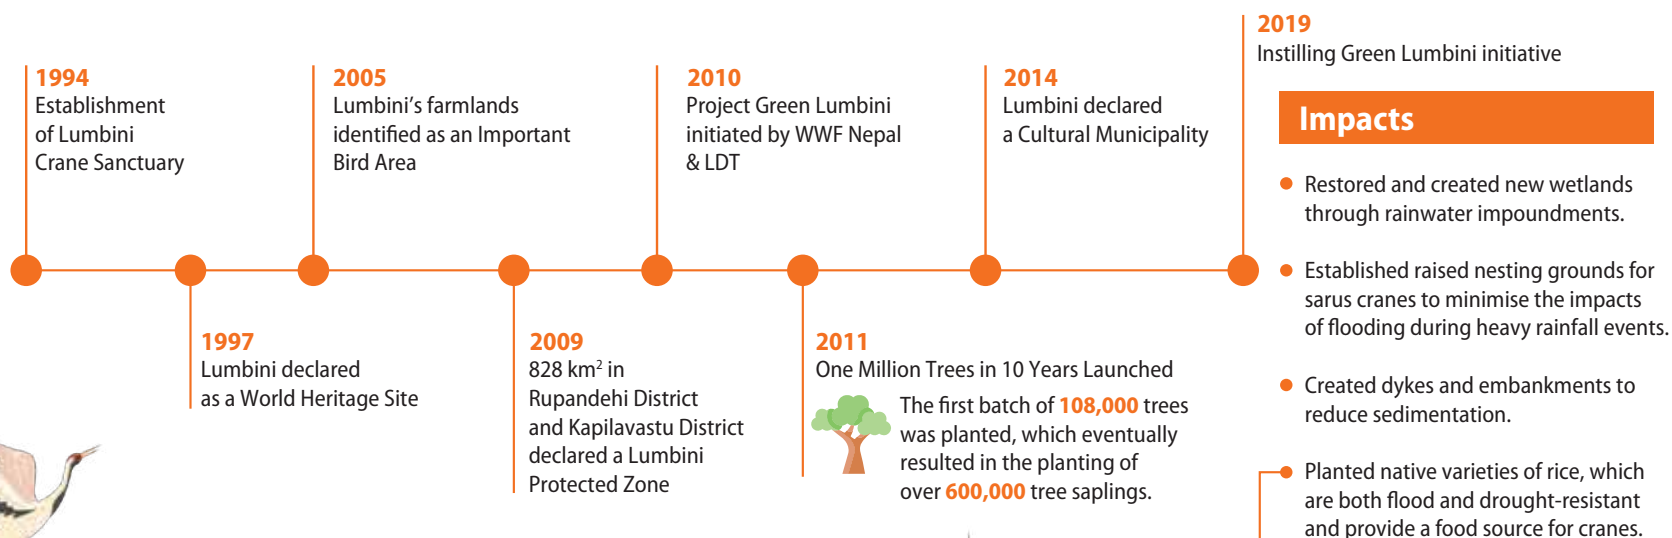 1994
Establishment
of Lumbini
Crane Sanctuary
1997
Lumbini declared
as a World Heritage Site
2005
Lumbini's farmlands
identified as an Important
Bird Area
2009
828 km² in
Rupandehi District
and Kapilavastu District
declared a Lumbini
Protected Zone
2010
Project Green Lumbini
initiated by WWF Nepal
& LDT
2011
One Million Trees in 10 Years Launched
The first batch of 108,000 trees
was planted, which eventually
resulted in the planting of
over 600,000 tree saplings.
2014
Lumbini declared
a Cultural Municipality
2019
Instilling Green Lumbini initiative
Impacts
Restored and created new wetlands
through rainwater impoundments.
Established raised nesting grounds for
sarus cranes to minimise the impacts
of flooding during heavy rainfall events.
Created dykes and embankments to
reduce sedimentation.
Planted native varieties of rice, which
are both flood and drought-resistant
and provide a food source for cranes.